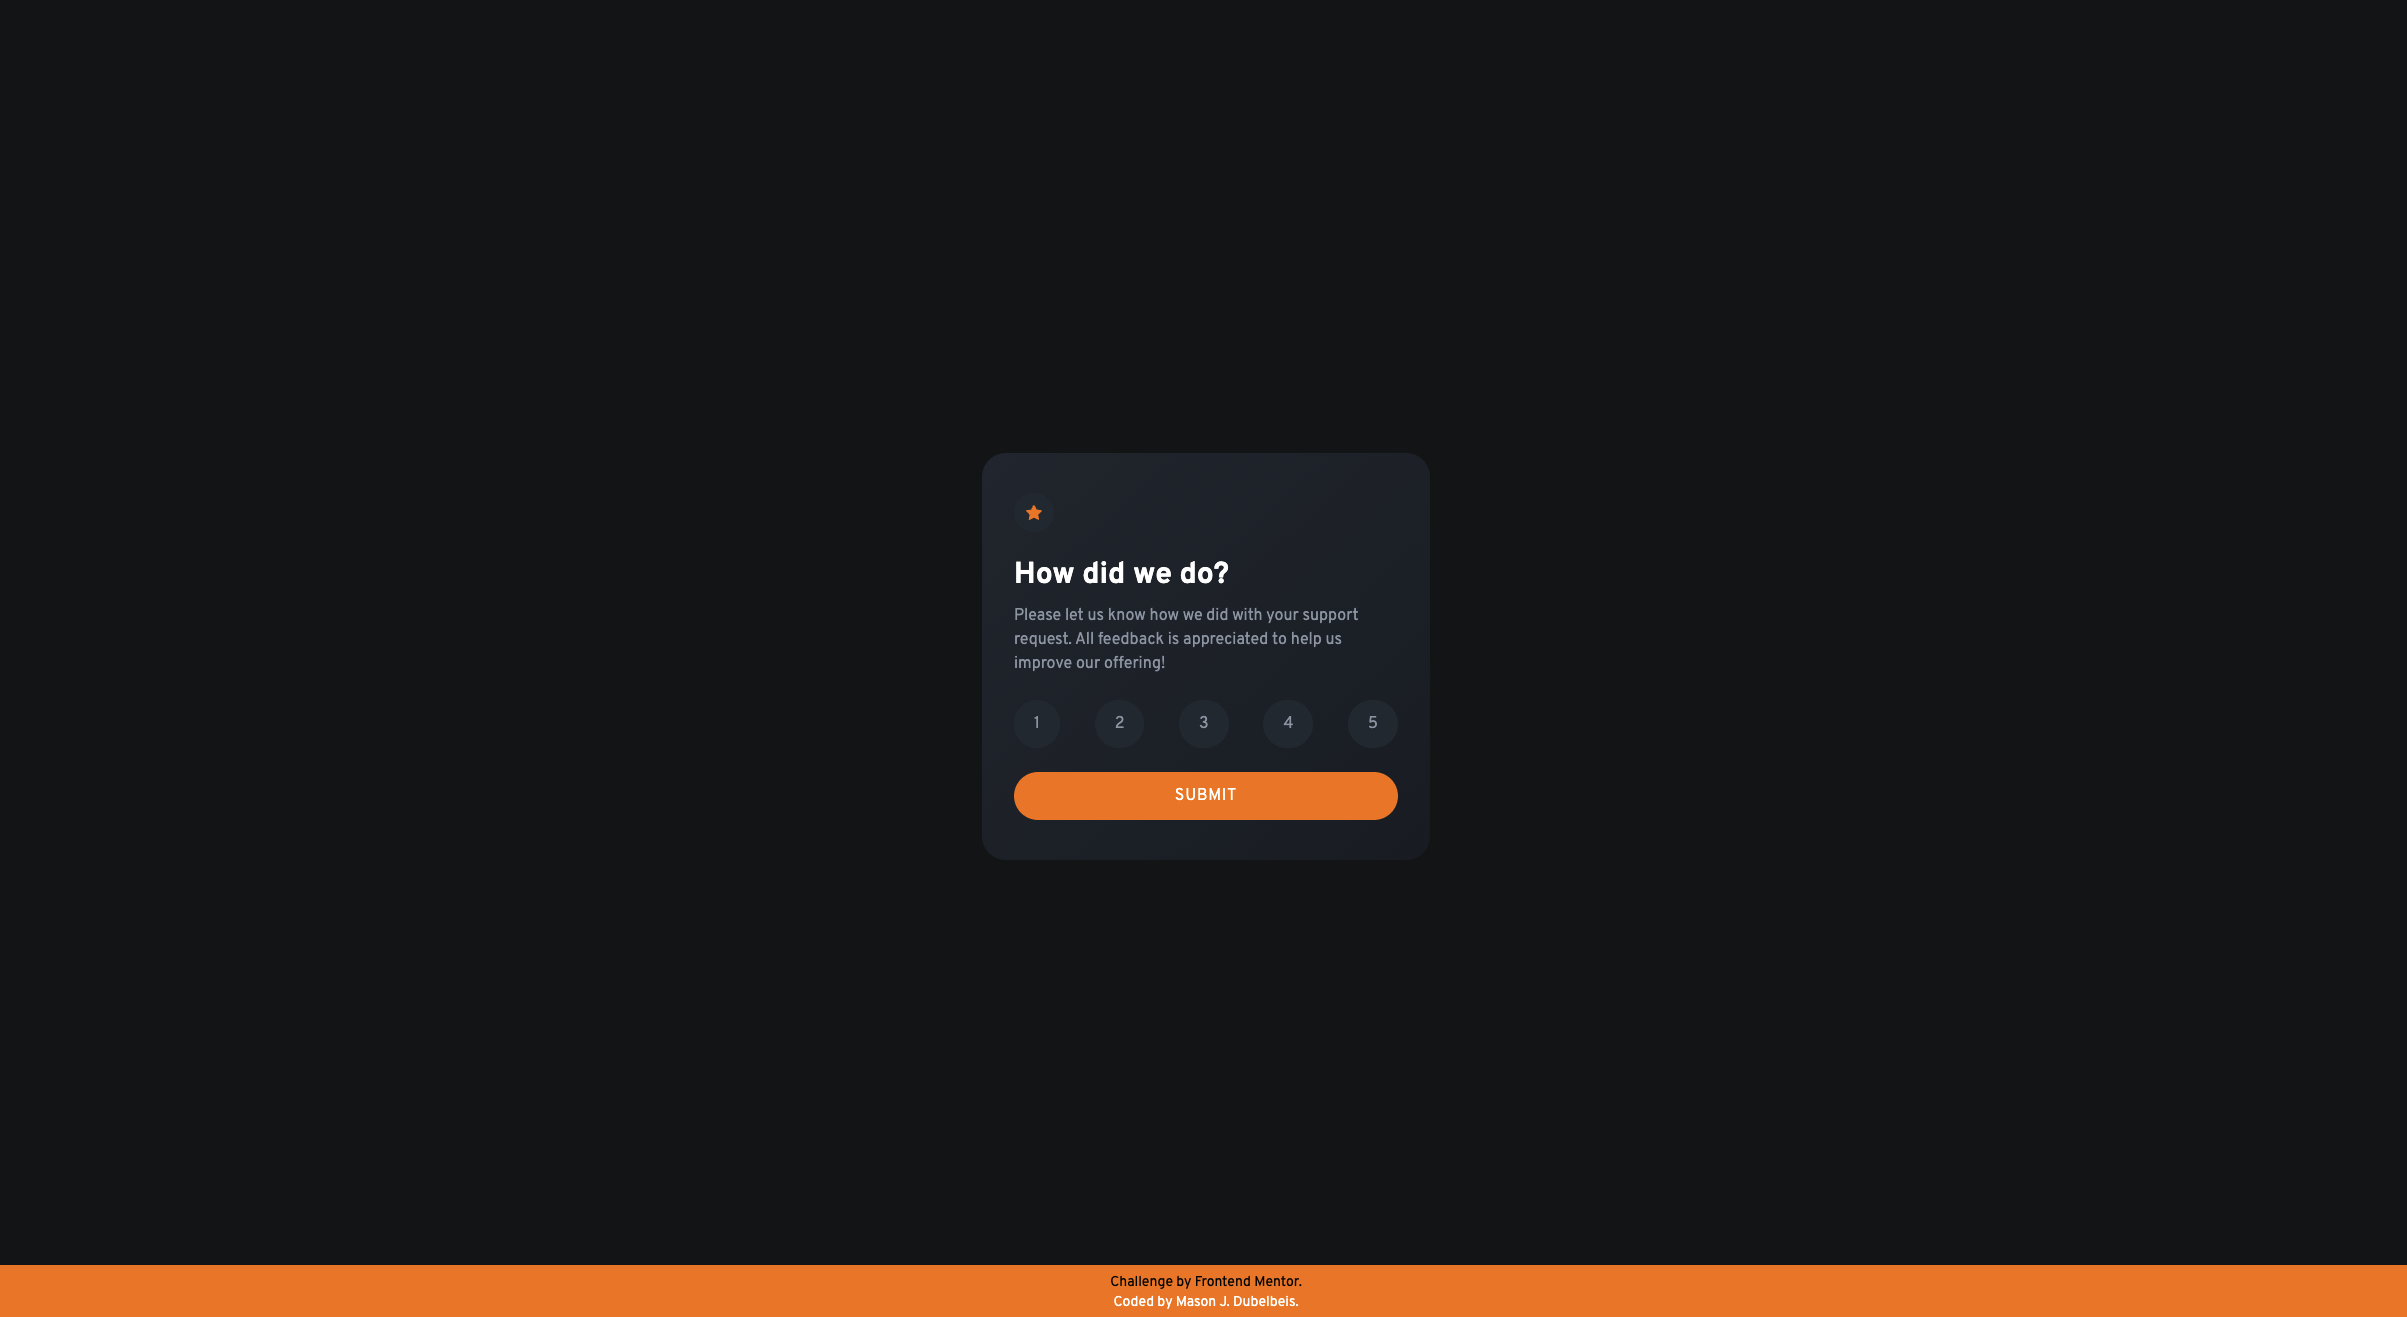 How did we do?
Please let us know how we did with your support
request. All feedback is appreciated to help us
improve our offering!
1 2 3 4 5
SUBMIT
Challenge by Frontend Mentor.
Coded by Mason J. Dubelbeis.